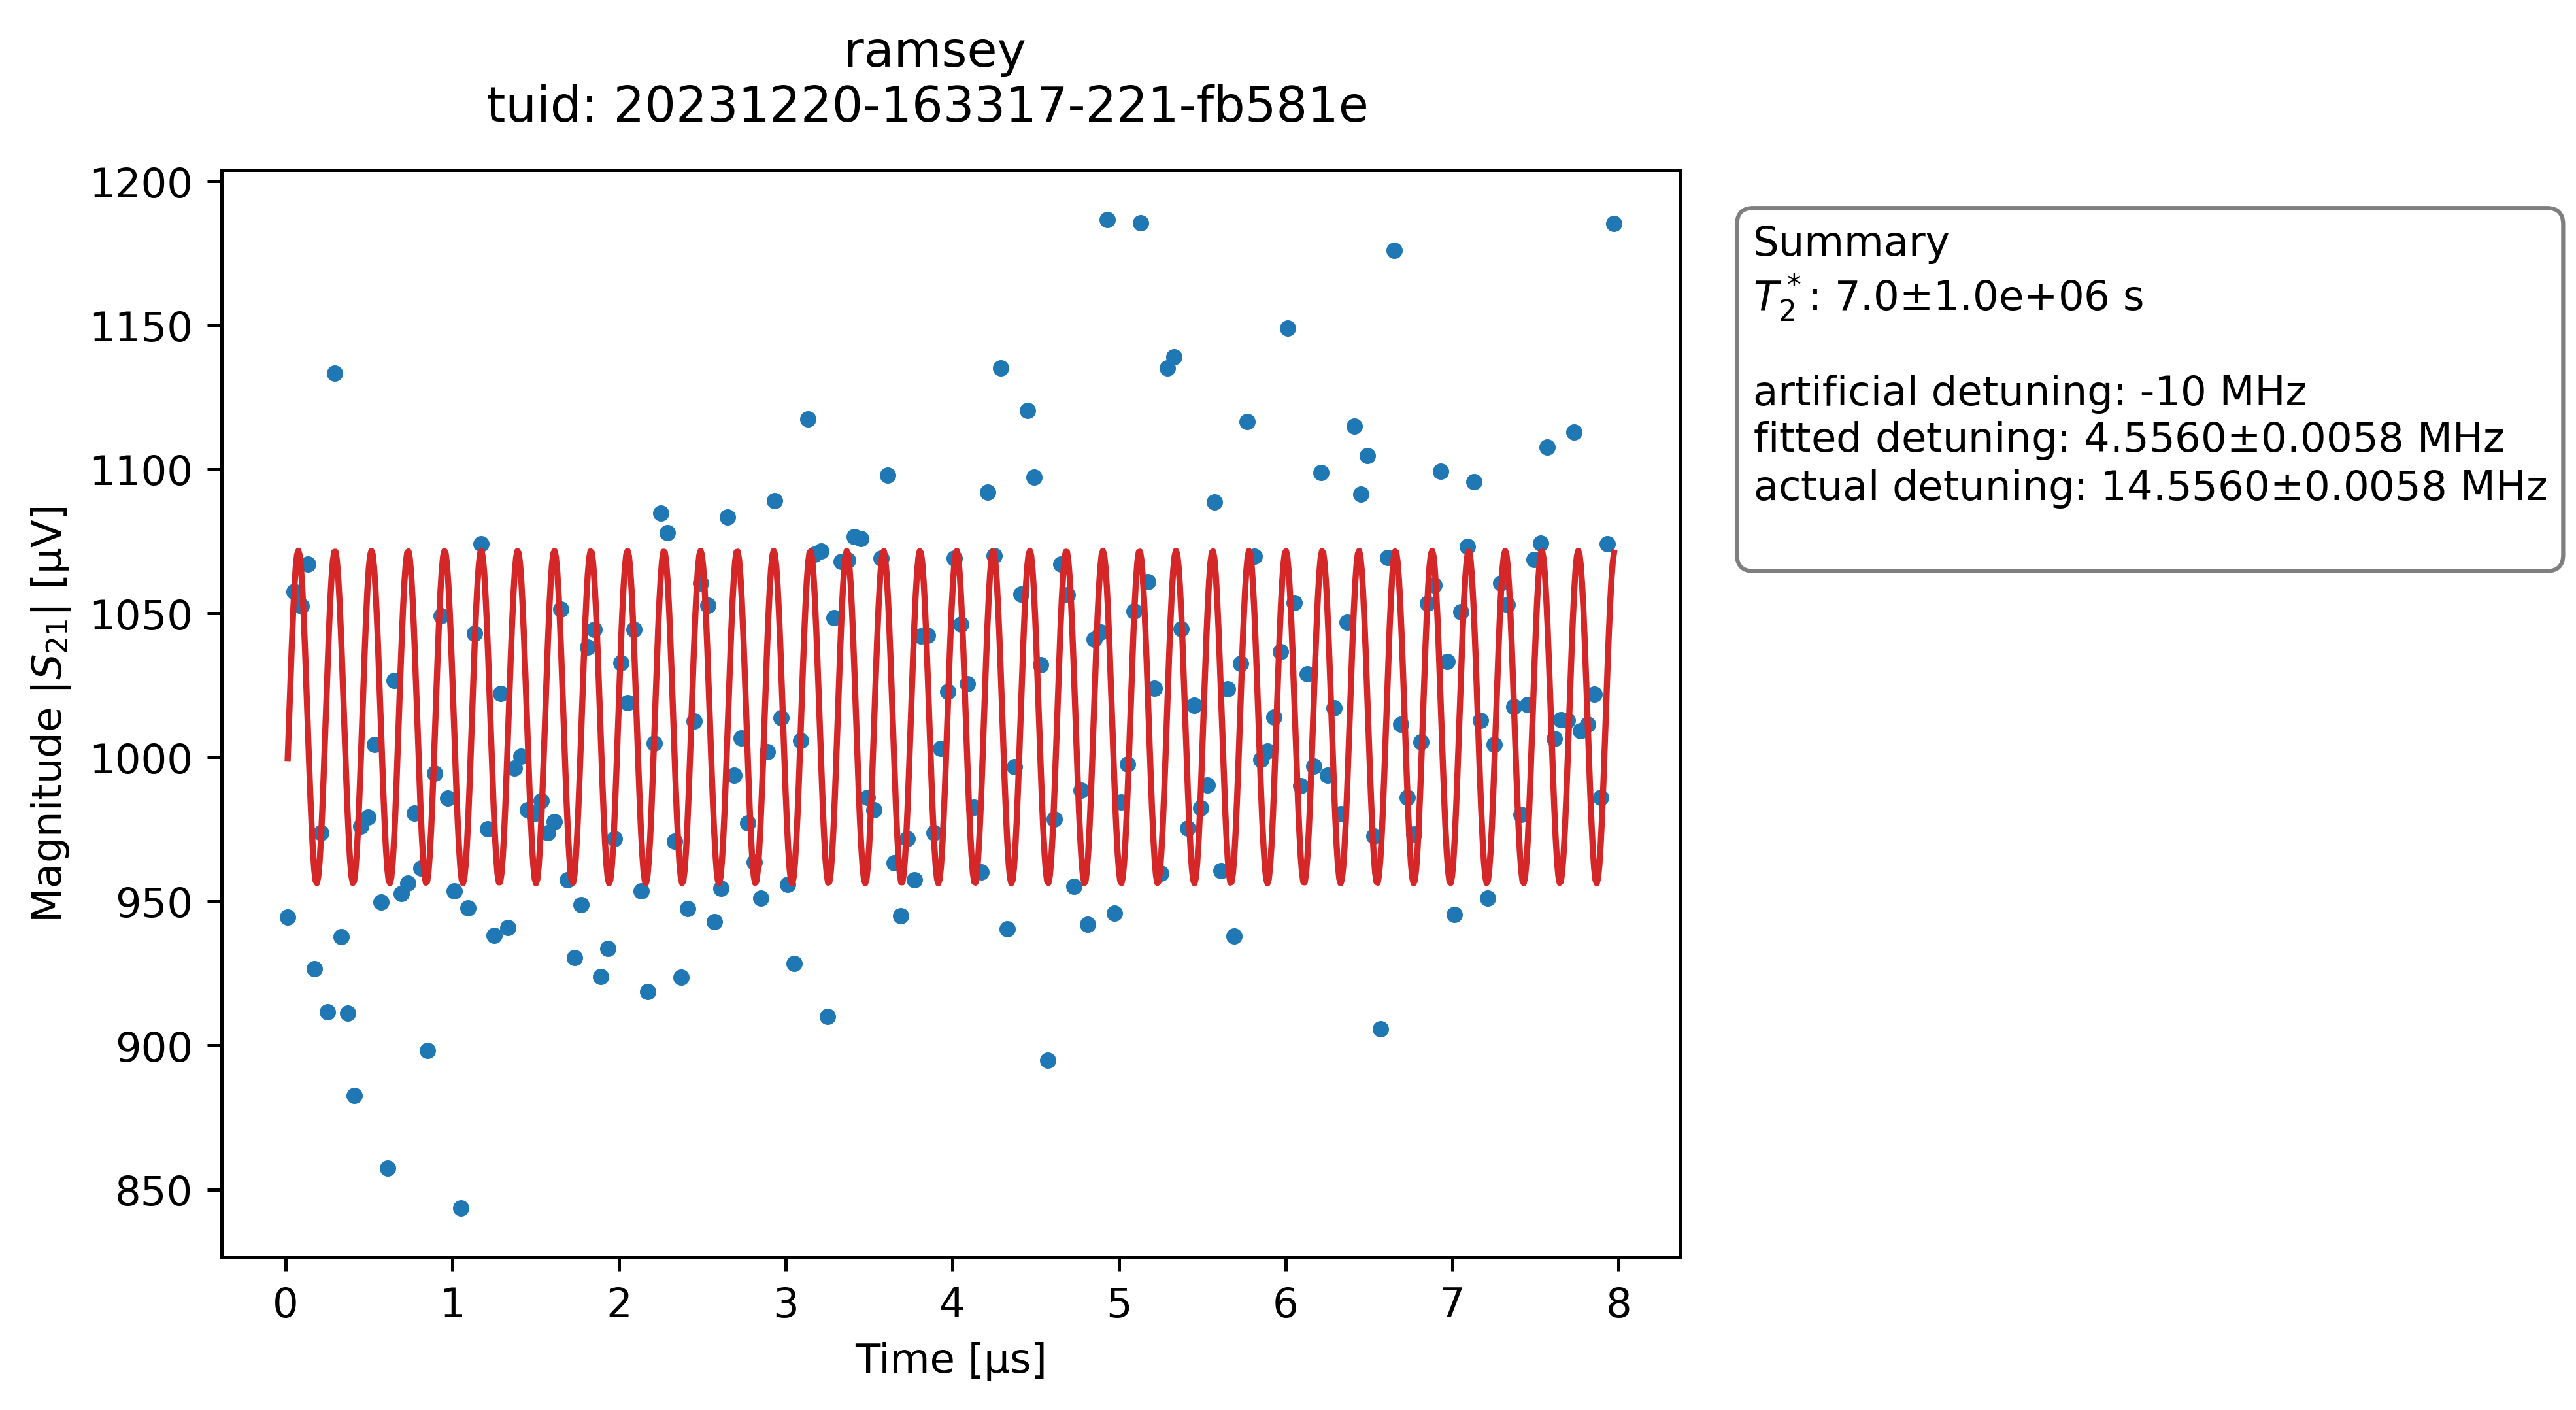 ramsey
tuid: 20231220-163317-221-fb581e
Magnitude |S21| [µV]
1200
1150
1100
1050
1000
950
900
850
0 1 2 3 4 5 6 7 8
Time [µs]
Summary
T2*: 7.0±1.0e+06 s
artificial detuning: -10 MHz
fitted detuning: 4.5560±0.0058 MHz
actual detuning: 14.5560±0.0058 MHz